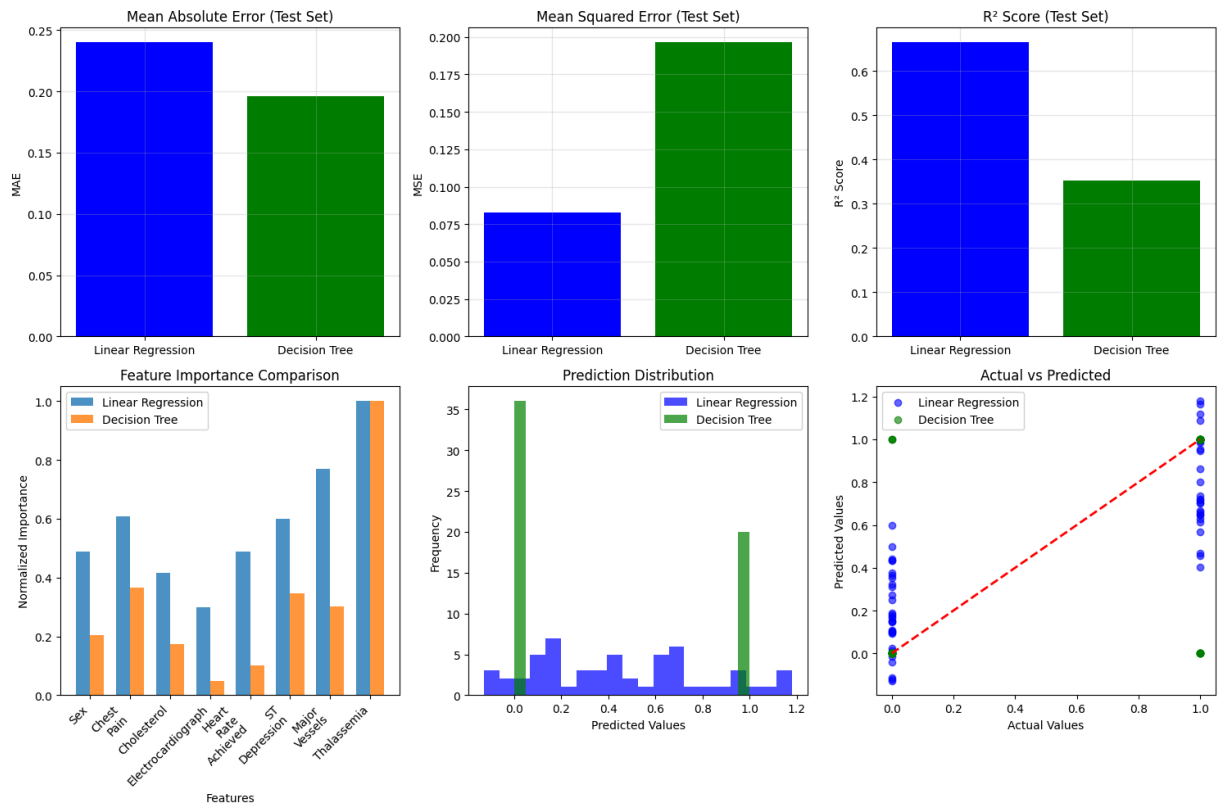 Mean Absolute Error (Test Set)
MAE
0.25
0.20
0.15
0.10
0.05
0.00
Linear Regression
Decision Tree
Mean Squared Error (Test Set)
MSE
0.200
0.175
0.150
0.125
0.100
0.075
0.050
0.025
0.000
Linear Regression
Decision Tree
R² Score (Test Set)
R² Score
0.6
0.5
0.4
0.3
0.2
0.1
0.0
Linear Regression
Decision Tree
Feature Importance Comparison
Linear Regression
Decision Tree
Normalized Importance
1.0
0.8
0.6
0.4
0.2
0.0
Sex
Chest
Pain
Cholesterol
Electrocardiograph
Heart
Rate
Achieved
ST
Depression
Major
Vessels
Thalassemia
Features
Prediction Distribution
Linear Regression
Decision Tree
Frequency
35
30
25
20
15
10
5
0
0.0 0.2 0.4 0.6 0.8 1.0 1.2
Predicted Values
Actual vs Predicted
Linear Regression
Decision Tree
Predicted Values
1.2
1.0
0.8
0.6
0.4
0.2
0.0
0.0 0.2 0.4 0.6 0.8 1.0
Actual Values